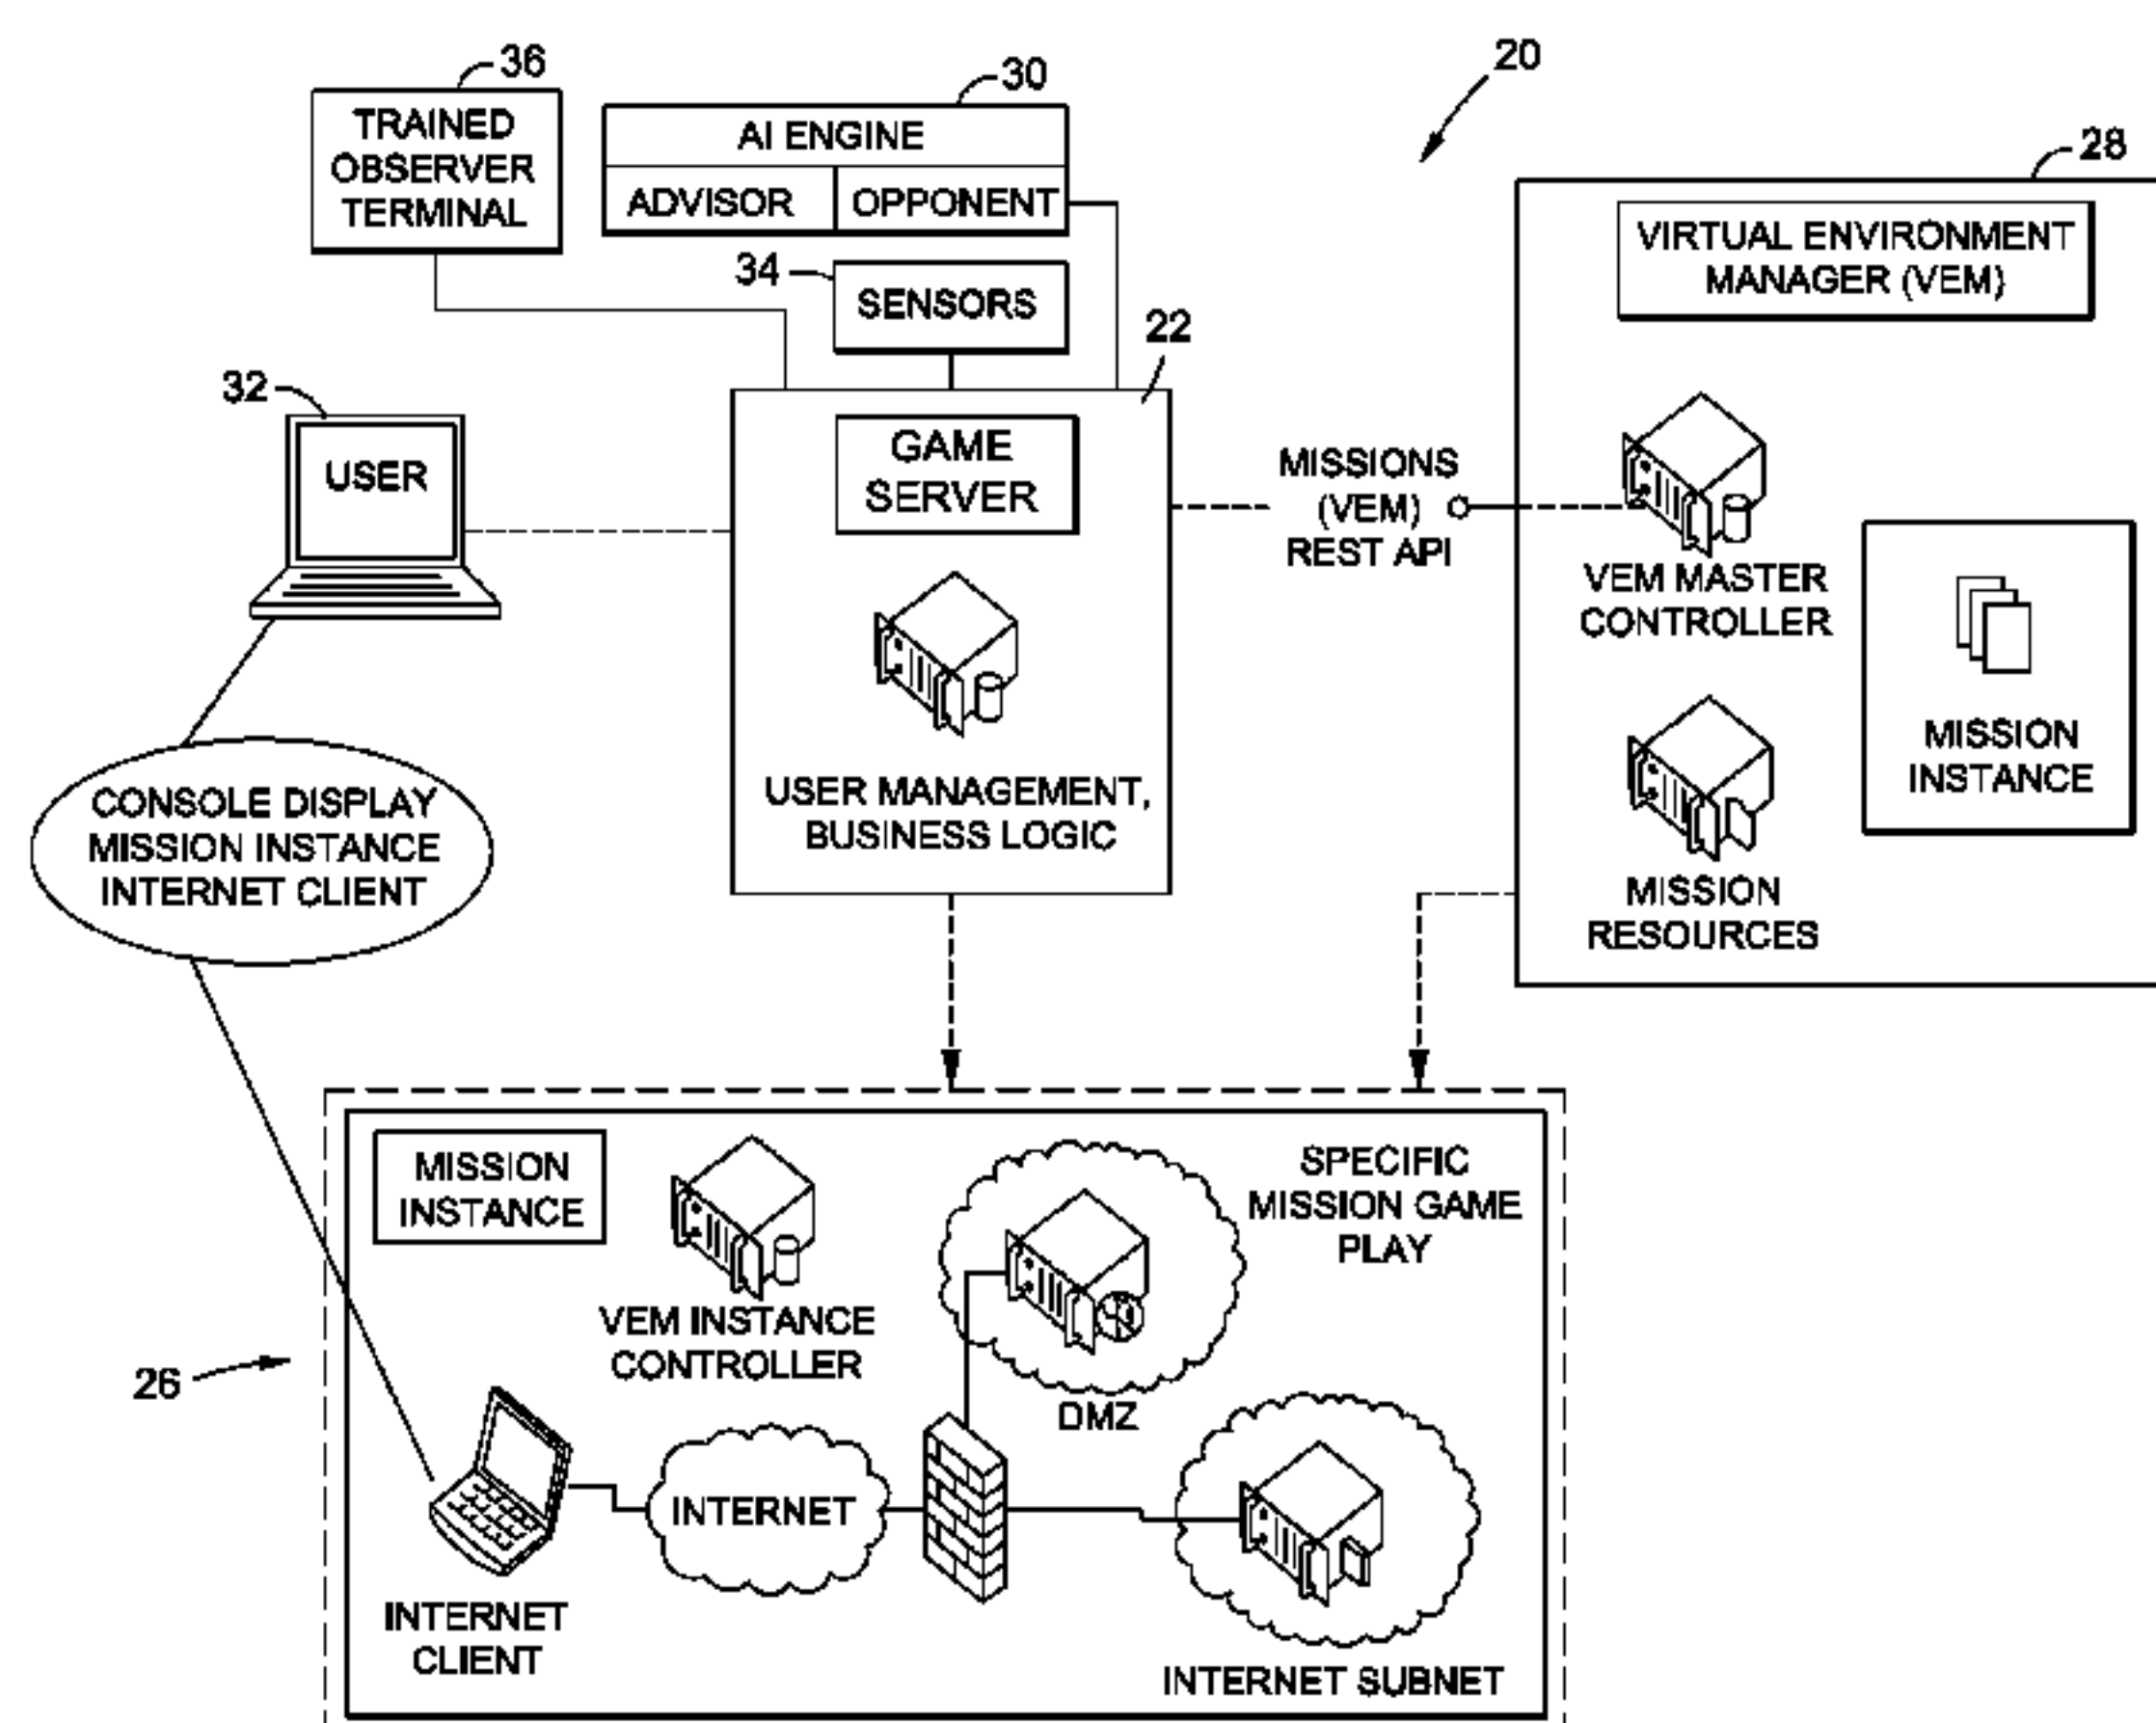 36
30
20
TRAINED
OBSERVER
TERMINAL
AI ENGINE
ADVISOR
OPPONENT
28
VIRTUAL ENVIRONMENT
MANAGER (VEM)
34
SENSORS
22
32
USER
GAME
SERVER
MISSIONS
(VEM)
REST API
VEM MASTER
CONTROLLER
MISSION
INSTANCE
USER MANAGEMENT,
BUSINESS LOGIC
CONSOLE DISPLAY
MISSION INSTANCE
INTERNET CLIENT
MISSION
RESOURCES
MISSION
INSTANCE
SPECIFIC
MISSION GAME
PLAY
VEM INSTANCE
CONTROLLER
26
DMZ
INTERNET
INTERNET
CLIENT
INTERNET SUBNET